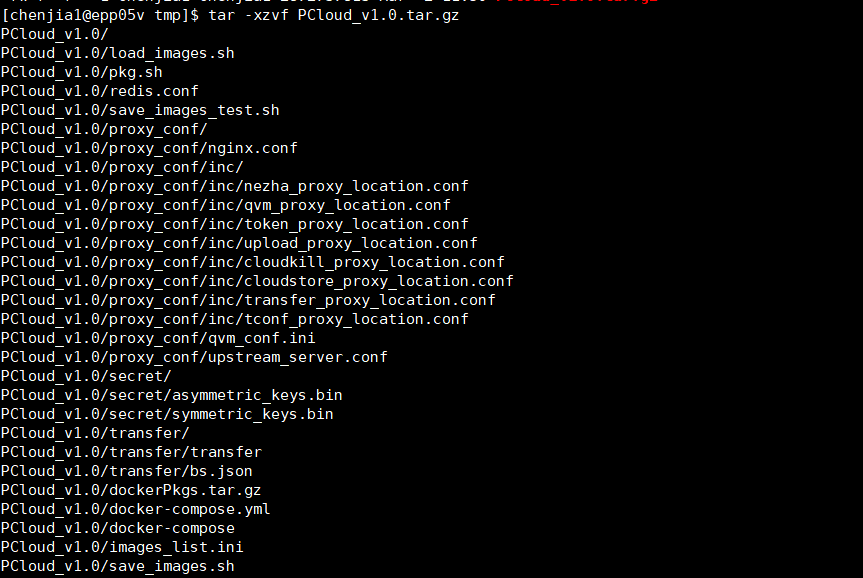 [chenjia1@epp05v tmp]$ tar -xzvf PCloud_v1.0.tar.gz
PCloud_v1.0/
PCloud_v1.0/load_images.sh
PCloud_v1.0/pkg.sh
PCloud_v1.0/redis.conf
PCloud_v1.0/save_images_test.sh
PCloud_v1.0/proxy_conf/
PCloud_v1.0/proxy_conf/nginx.conf
PCloud_v1.0/proxy_conf/inc/
PCloud_v1.0/proxy_conf/inc/nezha_proxy_location.conf
PCloud_v1.0/proxy_conf/inc/qvm_proxy_location.conf
PCloud_v1.0/proxy_conf/inc/token_proxy_location.conf
PCloud_v1.0/proxy_conf/inc/upload_proxy_location.conf
PCloud_v1.0/proxy_conf/inc/cloudkill_proxy_location.conf
PCloud_v1.0/proxy_conf/inc/cloudstore_proxy_location.conf
PCloud_v1.0/proxy_conf/inc/transfer_proxy_location.conf
PCloud_v1.0/proxy_conf/inc/tconf_proxy_location.conf
PCloud_v1.0/proxy_conf/qvm_conf.ini
PCloud_v1.0/proxy_conf/upstream_server.conf
PCloud_v1.0/secret/
PCloud_v1.0/secret/asymmetric_keys.bin
PCloud_v1.0/secret/symmetric_keys.bin
PCloud_v1.0/transfer/
PCloud_v1.0/transfer/transfer
PCloud_v1.0/transfer/bs.json
PCloud_v1.0/dockerPkgs.tar.gz
PCloud_v1.0/docker-compose.yml
PCloud_v1.0/docker-compose
PCloud_v1.0/images_list.ini
PCloud_v1.0/save_images.sh